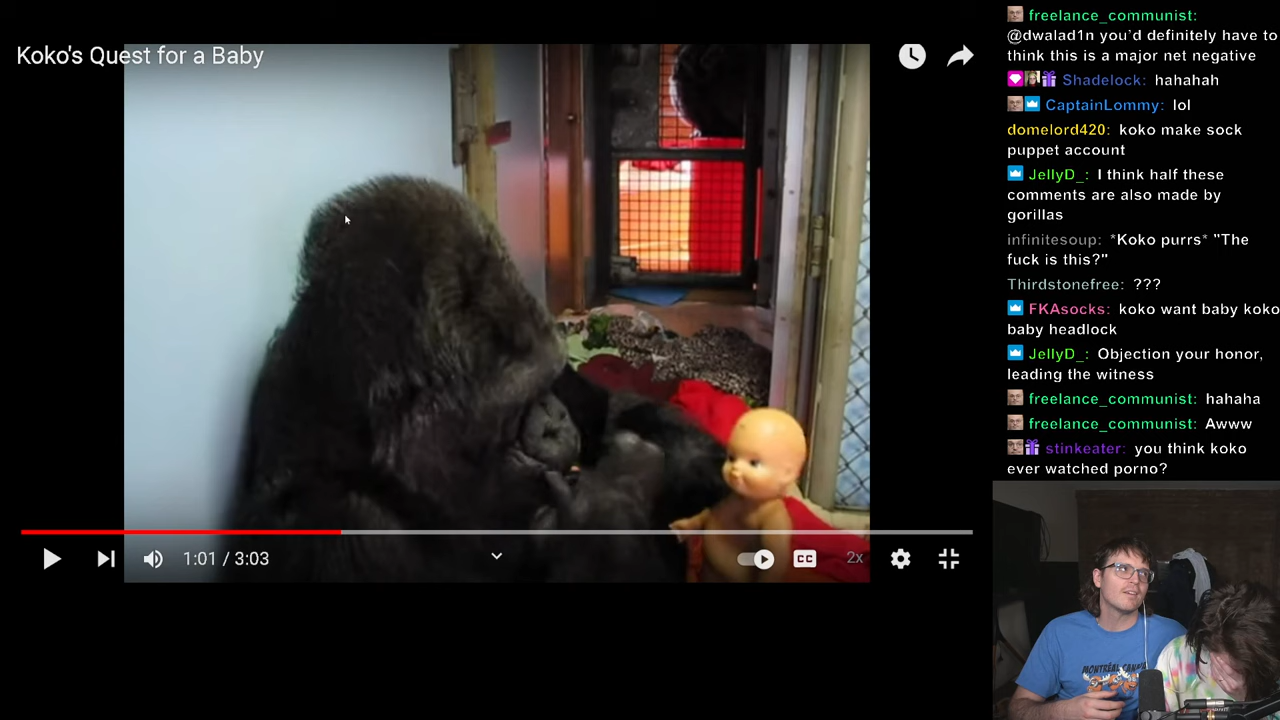 Koko's Quest for a Baby
1:01 / 3:03
CC
2x
freelance_communist:
@dwalad1n you'd definitely have to
think this is a major net negative
Shadelock: hahahah
CaptainLommy: lol
domelord420: koko make sock
puppet account
JellyD_: I think half these
comments are also made by
gorillas
infinitesoup: *Koko purrs* "The
fuck is this?"
Thirdstonefree: ???
FKAsocks: koko want baby koko
baby headlock
JellyD_: Objection your honor,
leading the witness
freelance_communist: hahaha
freelance_communist: Awww
stinkeater: you think koko
ever watched porno?
MONTRÉAL CANA